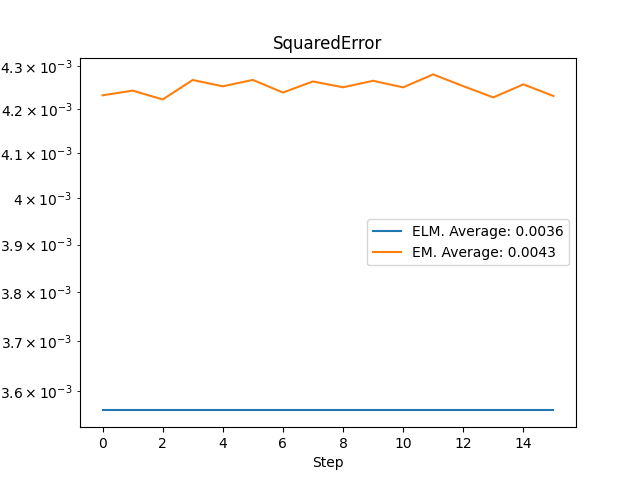 SquaredError
4.3 × 10⁻³
4.2 × 10⁻³
4.1 × 10⁻³
4 × 10⁻³
3.9 × 10⁻³
3.8 × 10⁻³
3.7 × 10⁻³
3.6 × 10⁻³
ELM. Average: 0.0036
EM. Average: 0.0043
0 2 4 6 8 10 12 14
Step